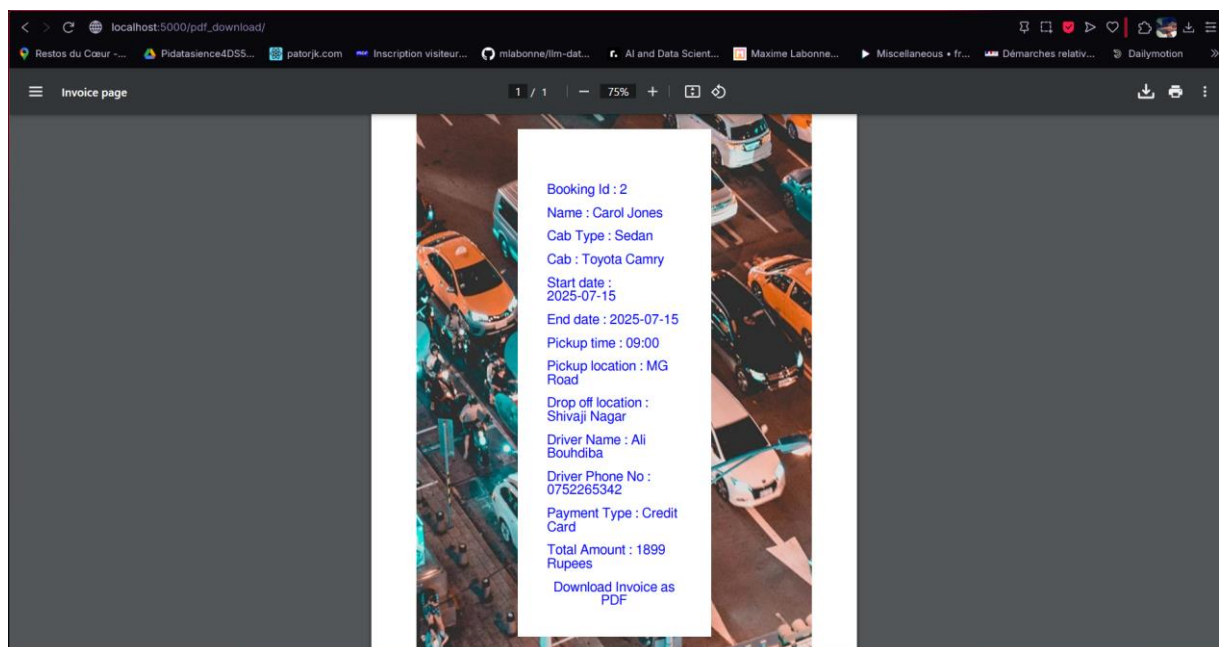 localhost:5000/pdf_download/
Restos du Cœur -... Pidatasience4DS5... patorjk.com Inscription visiteur... mlabonne/llm-dat... AI and Data Scient... Maxime Labonne... Miscellaneous • fr... Démarches relativ... Dailymotion »
Invoice page 1 / 1 75%
Booking Id : 2
Name : Carol Jones
Cab Type : Sedan
Cab : Toyota Camry
Start date :
2025-07-15
End date : 2025-07-15
Pickup time : 09:00
Pickup location : MG
Road
Drop off location :
Shivaji Nagar
Driver Name : Ali
Bouhdiba
Driver Phone No :
0752265342
Payment Type : Credit
Card
Total Amount : 1899
Rupees
Download Invoice as
PDF